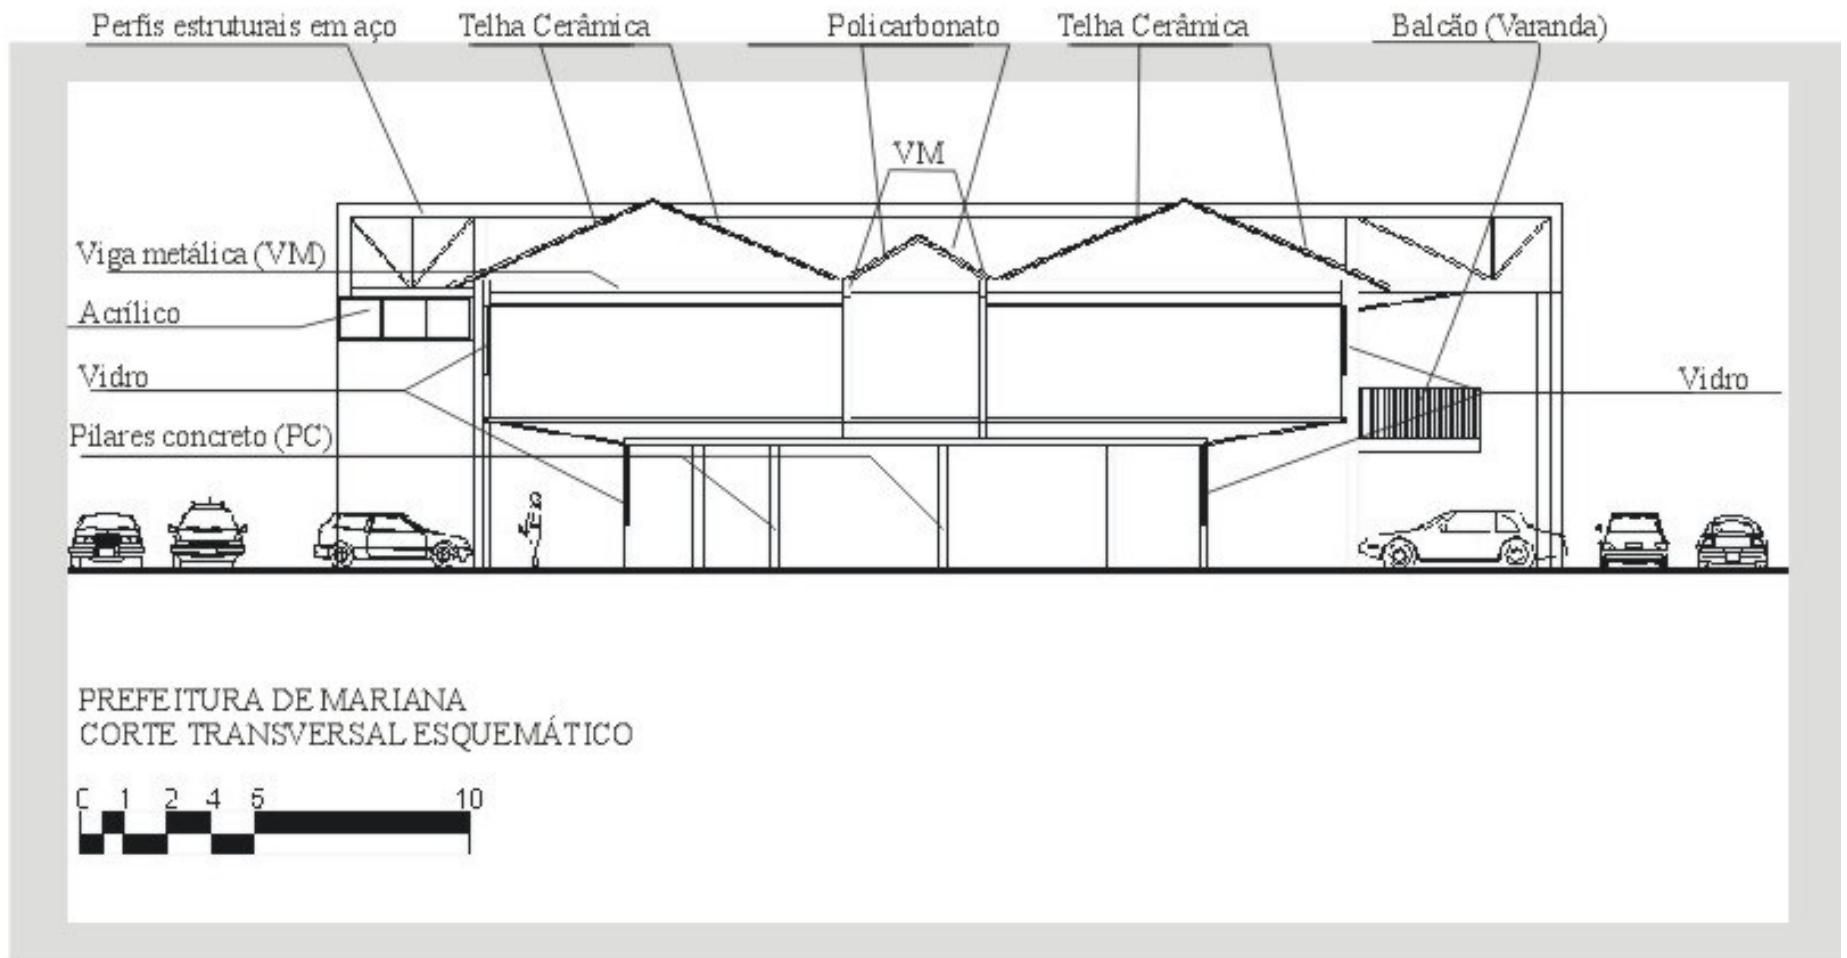 Perfis estruturais em aço
Telha Cerâmica
Policarbonato
Telha Cerâmica
Balcão (Varanda)
VM
Viga metálica (VM)
Acrílico
Vidro
Vidro
Pilares concreto (PC)
PREFEITURA DE MARIANA
CORTE TRANSVERSAL ESQUEMÁTICO
0 1 2 4 5 10